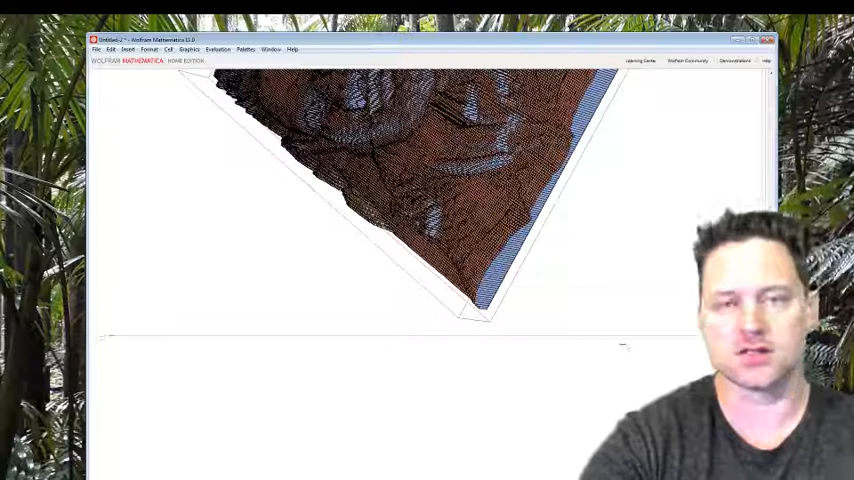 Untitled-2 * - Wolfram Mathematica 11.0
File Edit Insert Format Cell Graphics Evaluation Palettes Window Help
WOLFRAM MATHEMATICA HOME EDITION Learning Center Wolfram Community Demonstrations Help